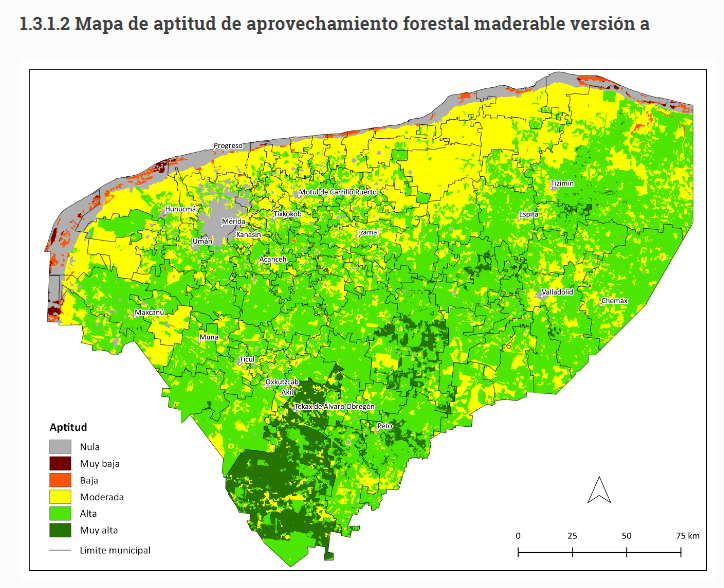 1.3.1.2 Mapa de aptitud de aprovechamiento forestal maderable versión a
Progreso
Motul de Carrillo Puerto
Tizimín
Hunucmá
Tixkokob
Espita
Mérida
Kanasín
Izamal
Umán
Acanceh
Valladolid
Chemax
Maxcanú
Muna
Ticul
Oxkutzcab
Akil
Tekax de Álvaro Obregón
Peto
Aptitud
Nula
Muy baja
Baja
Moderada
Alta
Muy alta
Límite municipal
0 25 50 75 km